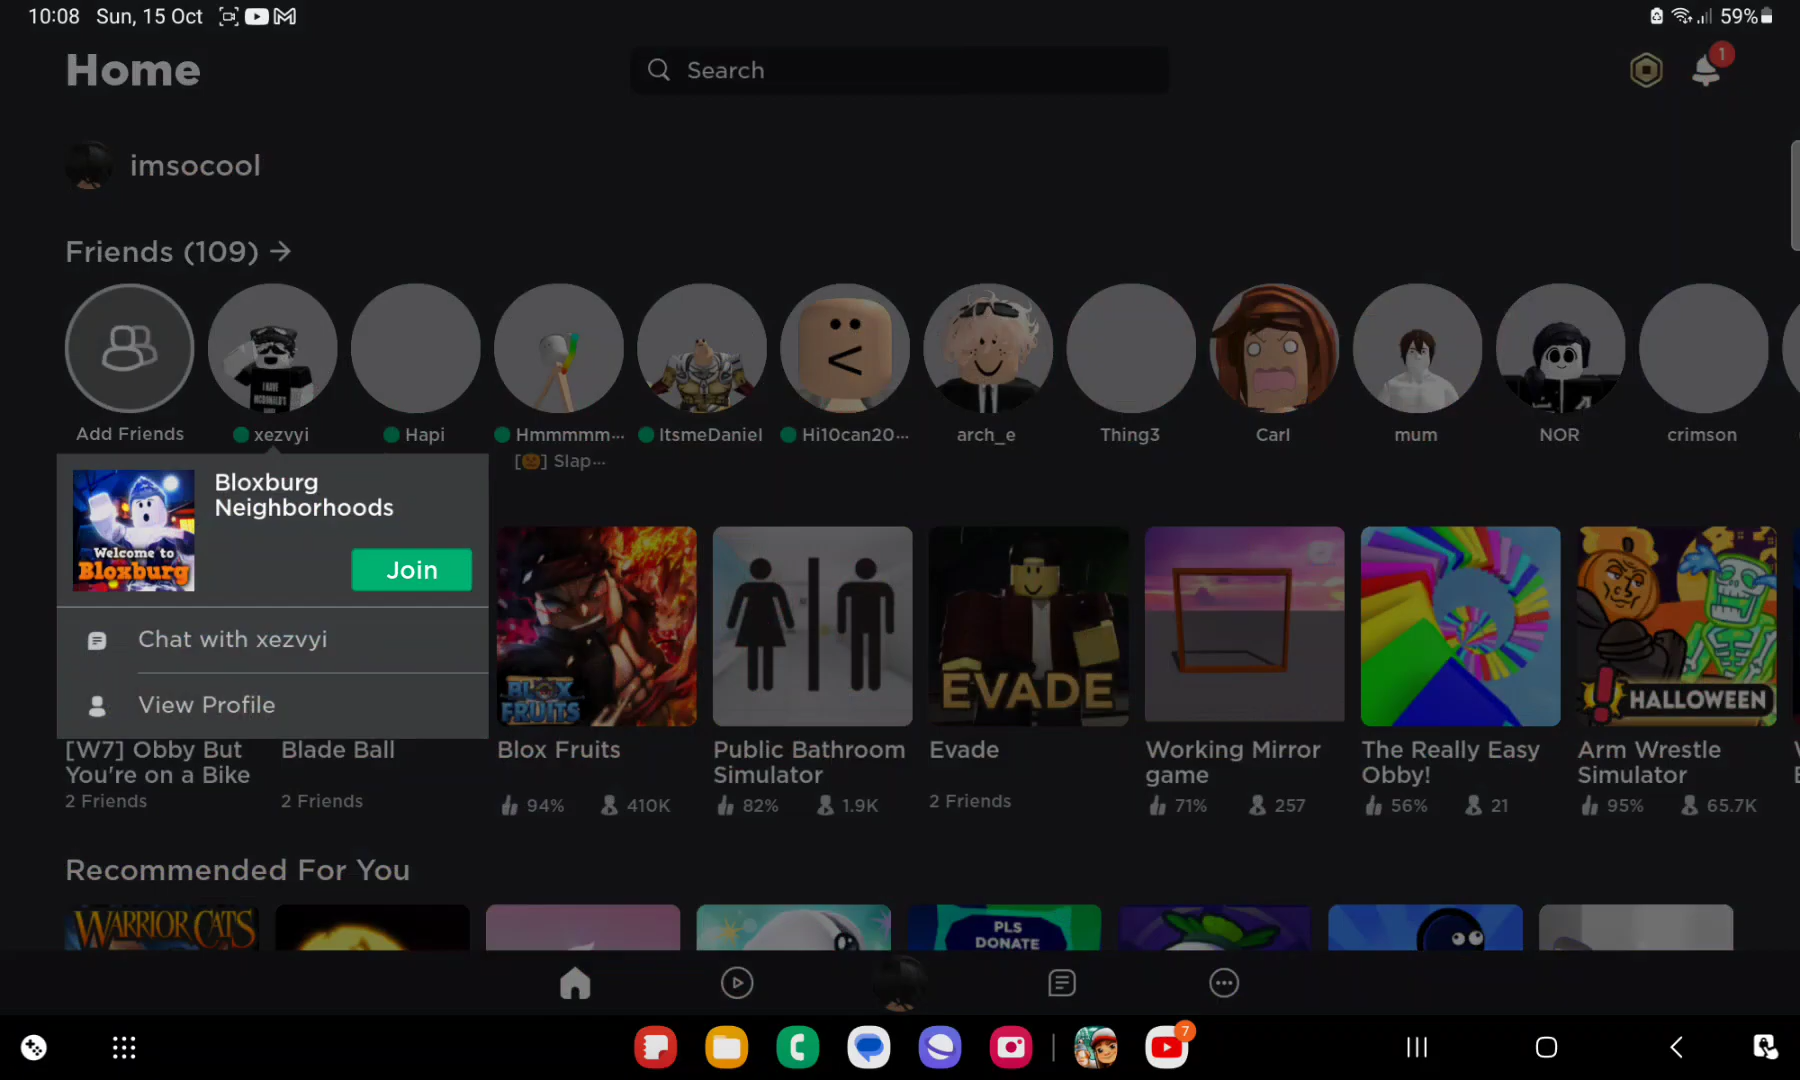 10:08 Sun, 15 Oct
59%
Home
Search
1
imsocool
Friends (109)
Add Friends
xezvyi
Hapi
Hmmmmm...
ItsmeDaniel
Hi10can20...
arch_e
Thing3
Carl
mum
NOR
crimson
[🎃] Slap...
I HAVE
MCDONALD'S
Bloxburg
Neighborhoods
Welcome to
Bloxburg
Join
Chat with xezvyi
View Profile
BLOX
FRUITS
EVADE
HALLOWEEN
[W7] Obby But
You're on a Bike
2 Friends
Blade Ball
2 Friends
Blox Fruits
94% 410K
Public Bathroom
Simulator
82% 1.9K
Evade
2 Friends
Working Mirror
game
71% 257
The Really Easy
Obby!
56% 21
Arm Wrestle
Simulator
95% 65.7K
Recommended For You
WARRIOR CATS
PLS
DONATE
7